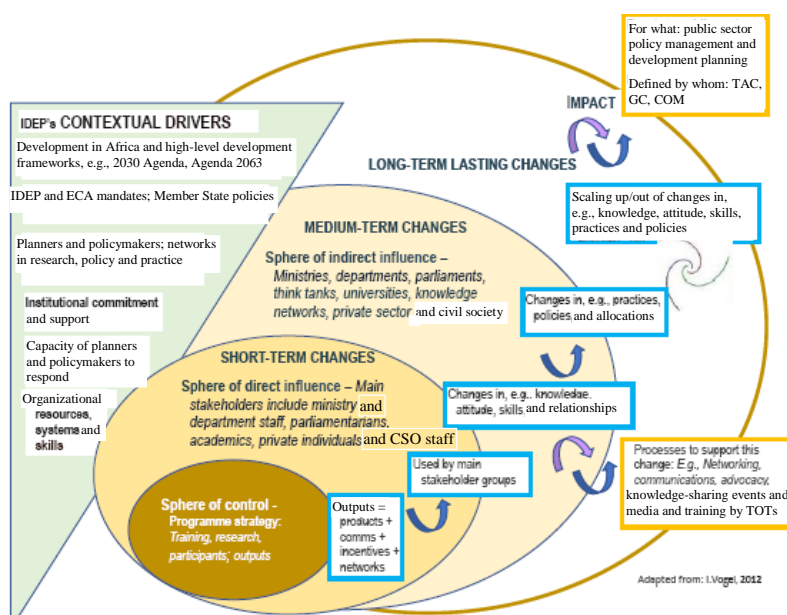 For what: public sector
policy management and
development planning
Defined by whom: TAC,
GC, COM
IDEP's CONTEXTUAL DRIVERS
Development in Africa and high-level development
frameworks, e.g., 2030 Agenda, Agenda 2063
IDEP and ECA mandates; Member State policies
Planners and policymakers; networks
in research, policy and practice
Institutional commitment
and support
Capacity of planners
and policymakers to
respond
Organizational
resources,
systems and
skills
IMPACT
LONG-TERM LASTING CHANGES
Scaling up/out of changes in,
e.g., knowledge, attitude, skills,
practices and policies
MEDIUM-TERM CHANGES
Sphere of indirect influence –
Ministries, departments, parliaments,
think tanks, universities, knowledge
networks, private sector and civil society
Changes in, e.g., practices,
policies, and allocations
SHORT-TERM CHANGES
Sphere of direct influence – Main
stakeholders include ministry and
department staff, parliamentarians,
academics, private individuals and CSO staff
Changes in, e.g., knowledge,
attitude, skills and relationships
Used by main
stakeholder groups
Processes to support this
change: E.g., Networking,
communications, advocacy,
knowledge-sharing events and
media and training by TOTs
Sphere of control -
Programme strategy:
Training, research,
participants; outputs
Outputs =
products +
comms +
incentives +
networks
Adapted from: I.Vogel, 2012